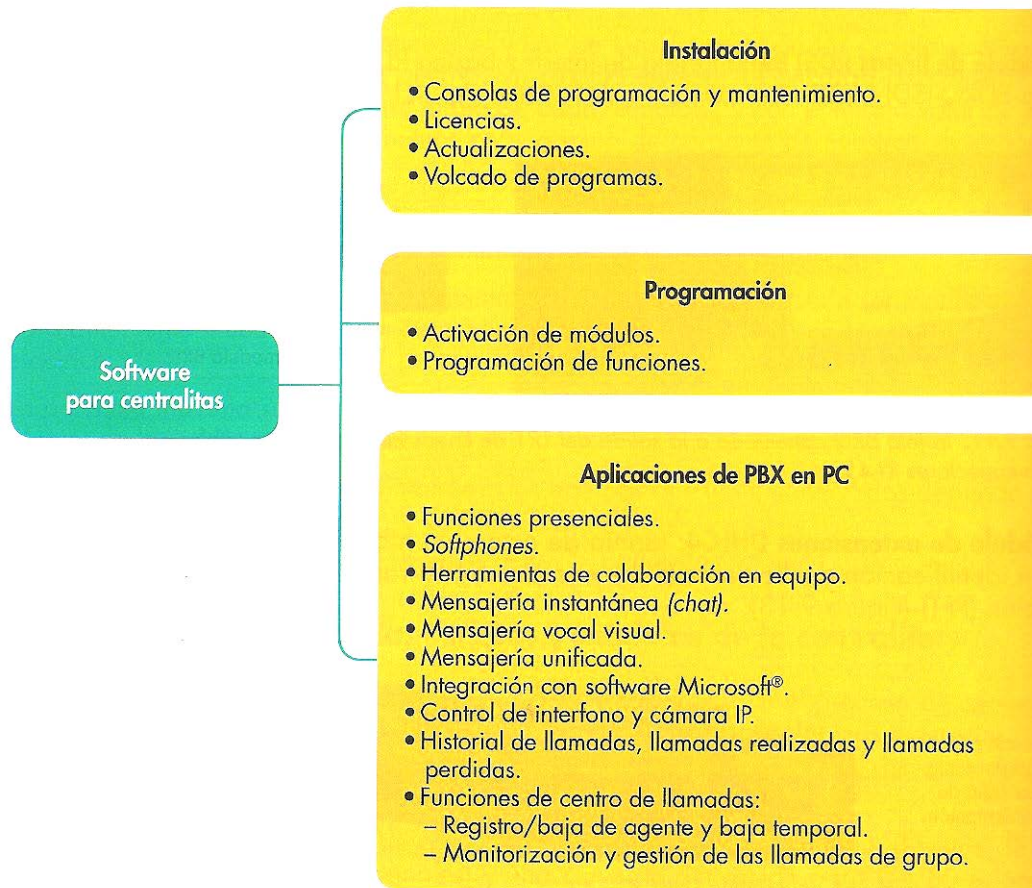 Instalación
• Consolas de programación y mantenimiento.
• Licencias.
• Actualizaciones.
• Volcado de programas.
Programación
• Activación de módulos.
• Programación de funciones.
Software
para centralitas
Aplicaciones de PBX en PC
• Funciones presenciales.
• Softphones.
• Herramientas de colaboración en equipo.
• Mensajería instantánea (chat).
• Mensajería vocal visual.
• Mensajería unificada.
• Integración con software Microsoft®.
• Control de interfono y cámara IP.
• Historial de llamadas, llamadas realizadas y llamadas
perdidas.
• Funciones de centro de llamadas:
– Registro/baja de agente y baja temporal.
– Monitorización y gestión de las llamadas de grupo.